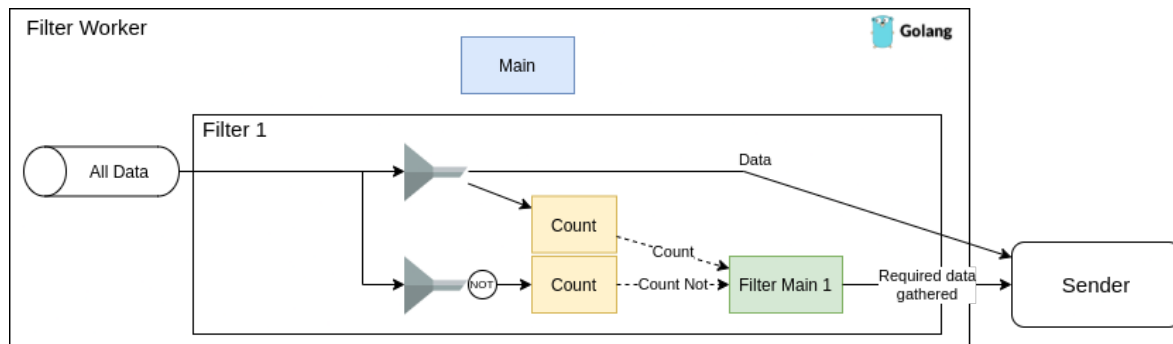 Filter Worker
Golang
Main
Filter 1
All Data
Data
Count
Count
NOT
Count
Count Not
Filter Main 1
Required data
gathered
Sender